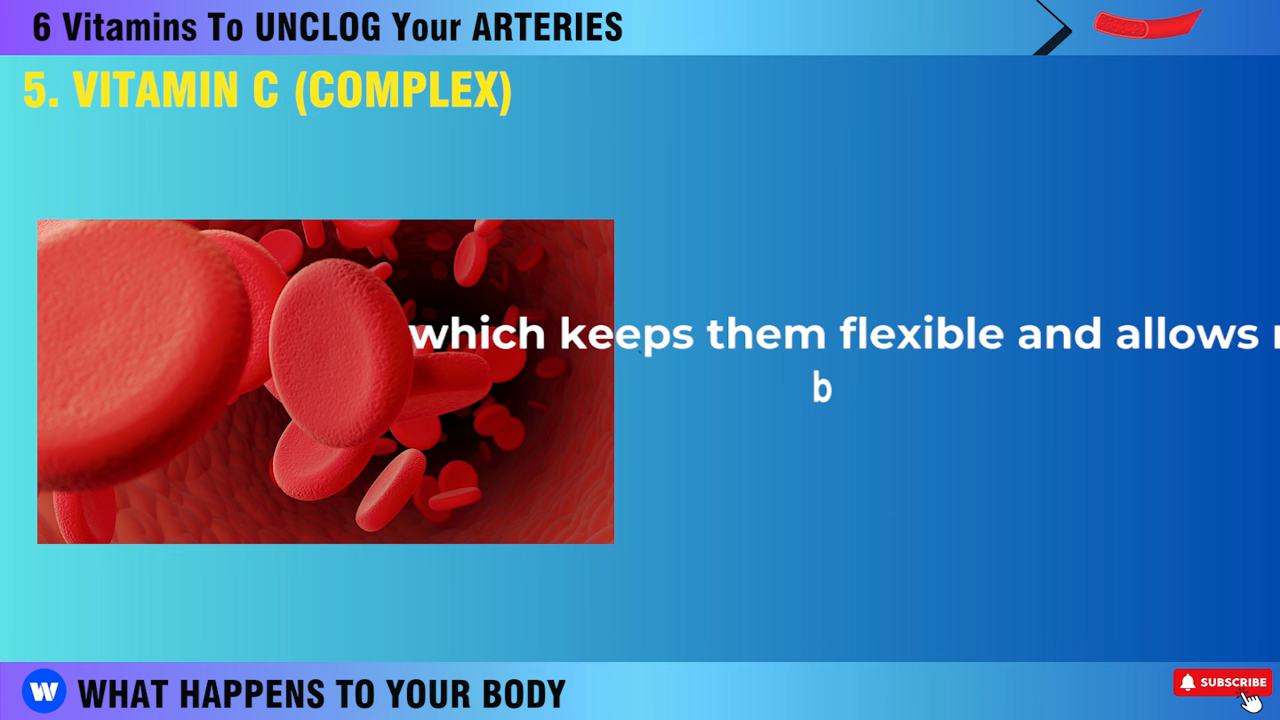 6 Vitamins To UNCLOG Your ARTERIES
5. VITAMIN C (COMPLEX)
which keeps them flexible and allows
b
W WHAT HAPPENS TO YOUR BODY
SUBSCRIBE